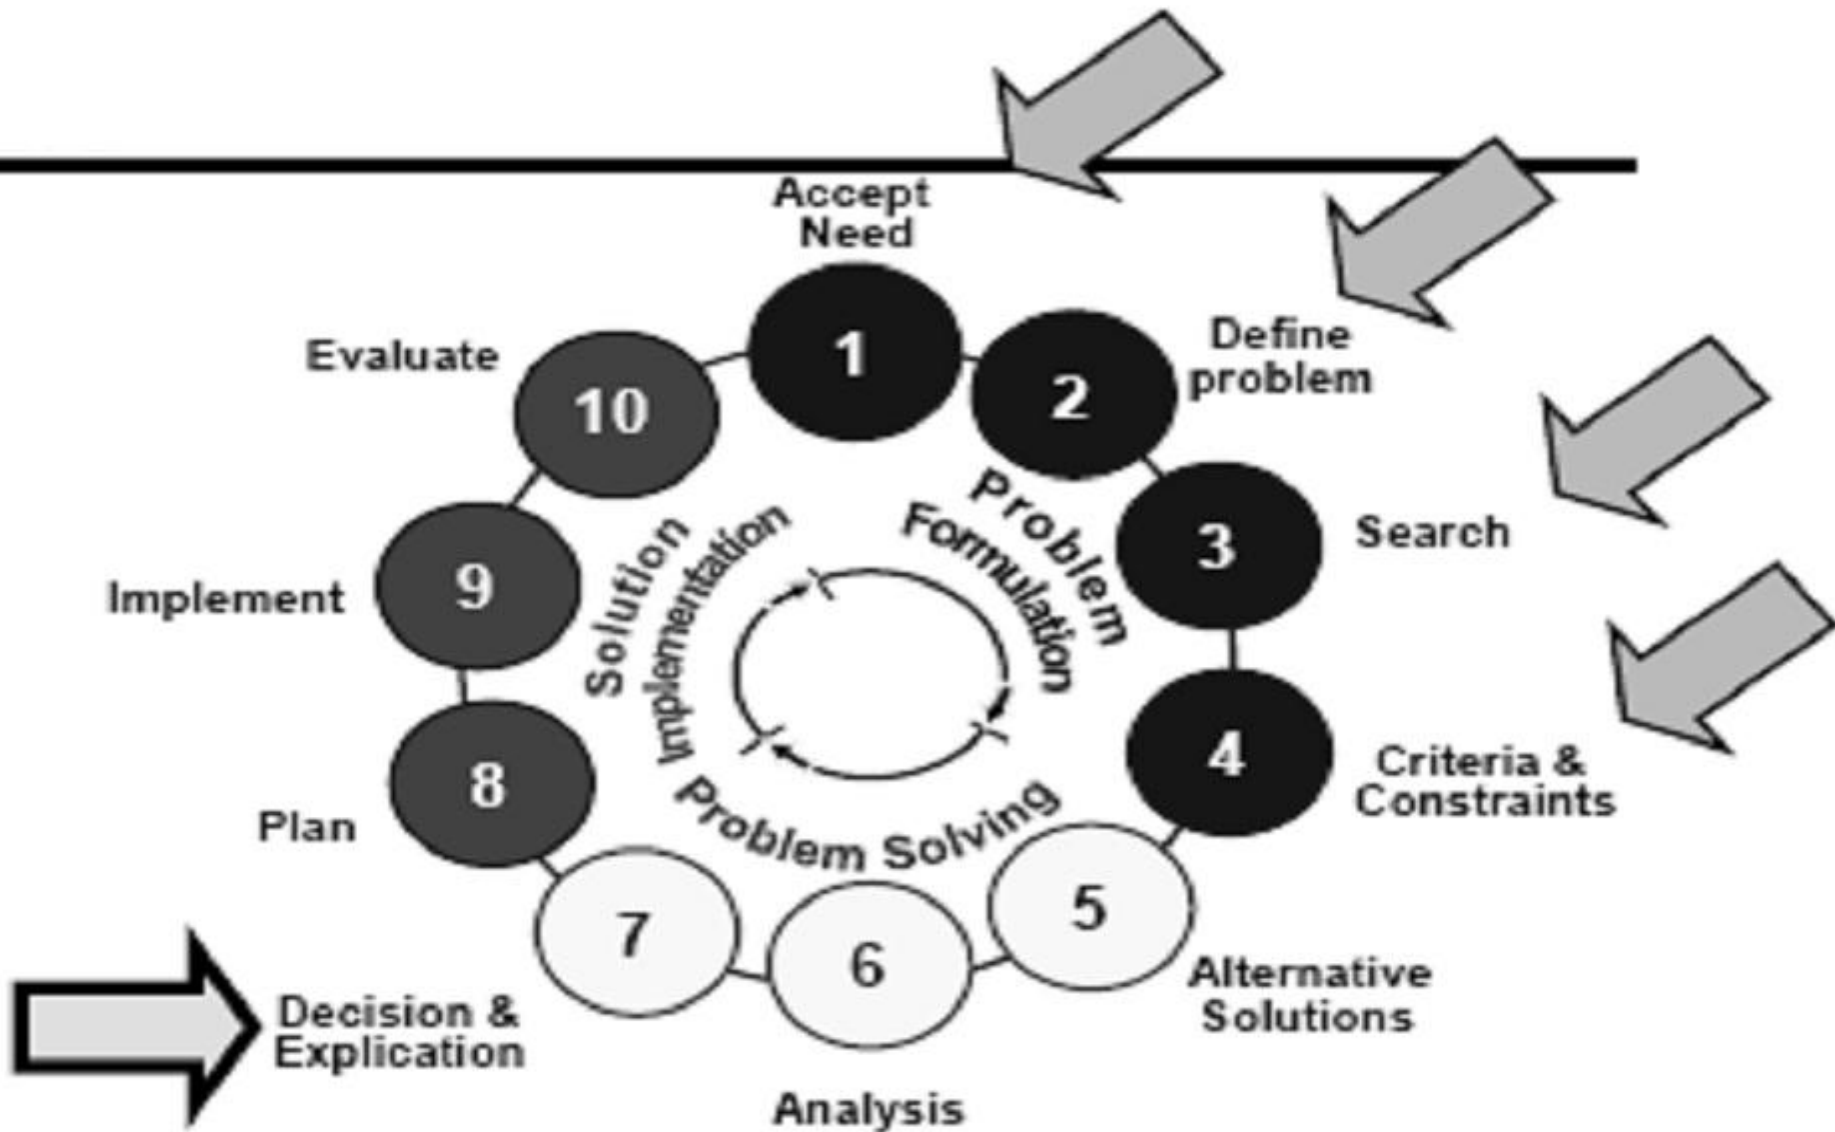 Accept
Need
1
2
Define
problem
3
Search
4
Criteria &
Constraints
5
Alternative
Solutions
6
Analysis
7
Decision &
Explication
8
Plan
9
Implement
10
Evaluate
Problem
Formulation
Problem Solving
Solution
Implementation